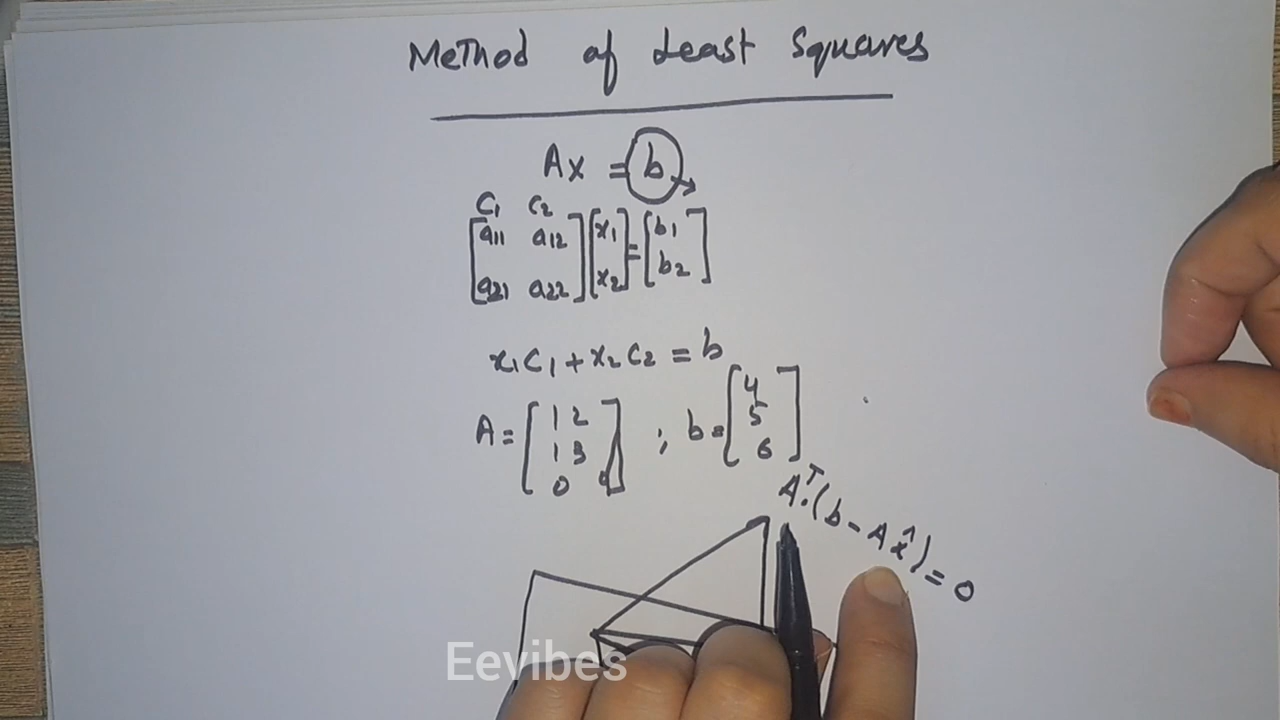 Method of Least Squares
Ax = b
C1 C2
[a11 a12] [x1] = [b1]
[a21 a22] [x2] [b2]
x1C1 + x2C2 = b
A = [1 2; 1 3; 0 0] ; b = [4 5 6]
A^T.(b - Ax̂) = 0
Eevibes